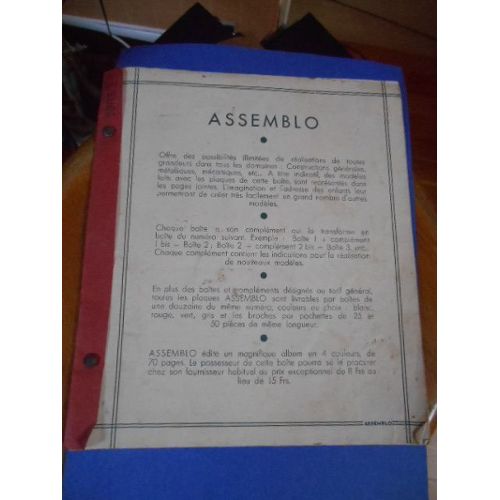 ASSEMBLO
Offre des possibilités illimitées de réalisations de toutes
grandeurs dans tous les domaines : Constructions générales,
métalliques, mécaniques, etc... A titre indicatif, des modèles
faits avec les plaques de cette boîte, sont représentés dans
les pages jointes. L'imagination et l'adresse des enfants leur
permettront de créer très facilement un grand nombre d'autres
modèles.
Chaque boîte a son complément qui la transforme en
boîte du numéro suivant. Exemple : Boîte 1 + complément
1 bis = Boîte 2 ; Boîte 2 + complément 2 bis = Boîte 3, etc..
Chaque complément contient les indications pour la réalisation
de nouveaux modèles.
En plus des boîtes et compléments désignés au tarif général,
toutes les plaques ASSEMBLO sont livrables par boîtes de
une douzaine du même numéro, couleurs au choix : blanc,
rouge, vert, gris et les broches par pochettes de 25 et
50 pièces de même longueur.
ASSEMBLO édite un magnifique album en 4 couleurs, de
70 pages. Le possesseur de cette boîte pourra se le procurer
chez son fournisseur habituel au prix exceptionnel de 8 Frs au
lieu de 15 Frs.
ASSEMBLO